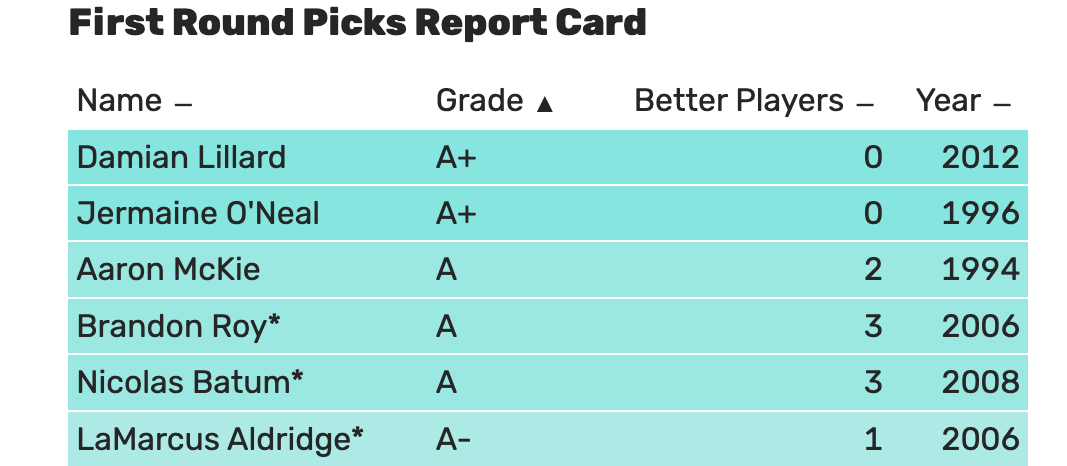 First Round Picks Report Card
Name – Grade ▲ Better Players – Year –
Damian Lillard A+ 0 2012
Jermaine O'Neal A+ 0 1996
Aaron McKie A 2 1994
Brandon Roy* A 3 2006
Nicolas Batum* A 3 2008
LaMarcus Aldridge* A- 1 2006